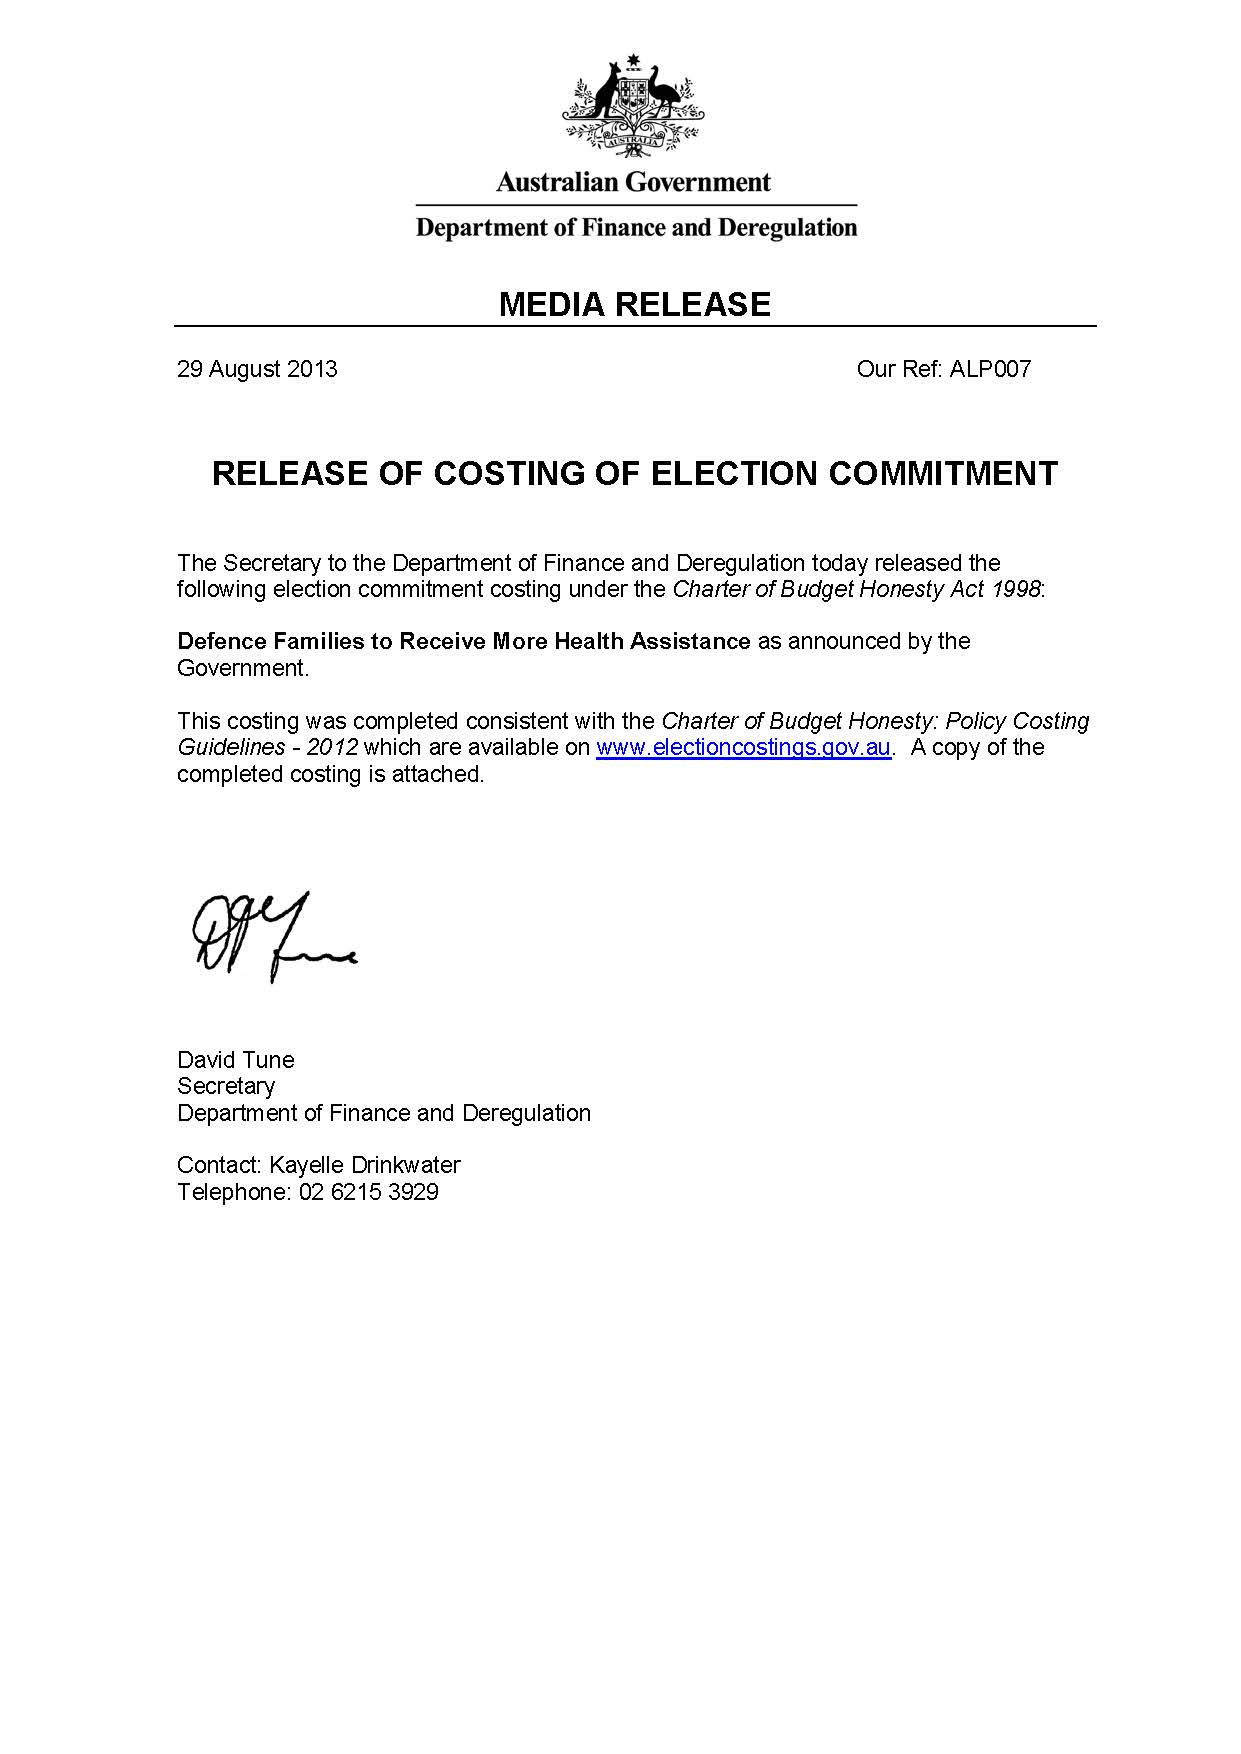 AUSTRALIA
Australian Government
Department of Finance and Deregulation
MEDIA RELEASE
29 August 2013 Our Ref: ALP007
RELEASE OF COSTING OF ELECTION COMMITMENT
The Secretary to the Department of Finance and Deregulation today released the
following election commitment costing under the Charter of Budget Honesty Act 1998:
Defence Families to Receive More Health Assistance as announced by the
Government.
This costing was completed consistent with the Charter of Budget Honesty: Policy Costing
Guidelines - 2012 which are available on www.electioncostings.gov.au.  A copy of the
completed costing is attached.
David Tune
Secretary
Department of Finance and Deregulation
Contact: Kayelle Drinkwater
Telephone: 02 6215 3929